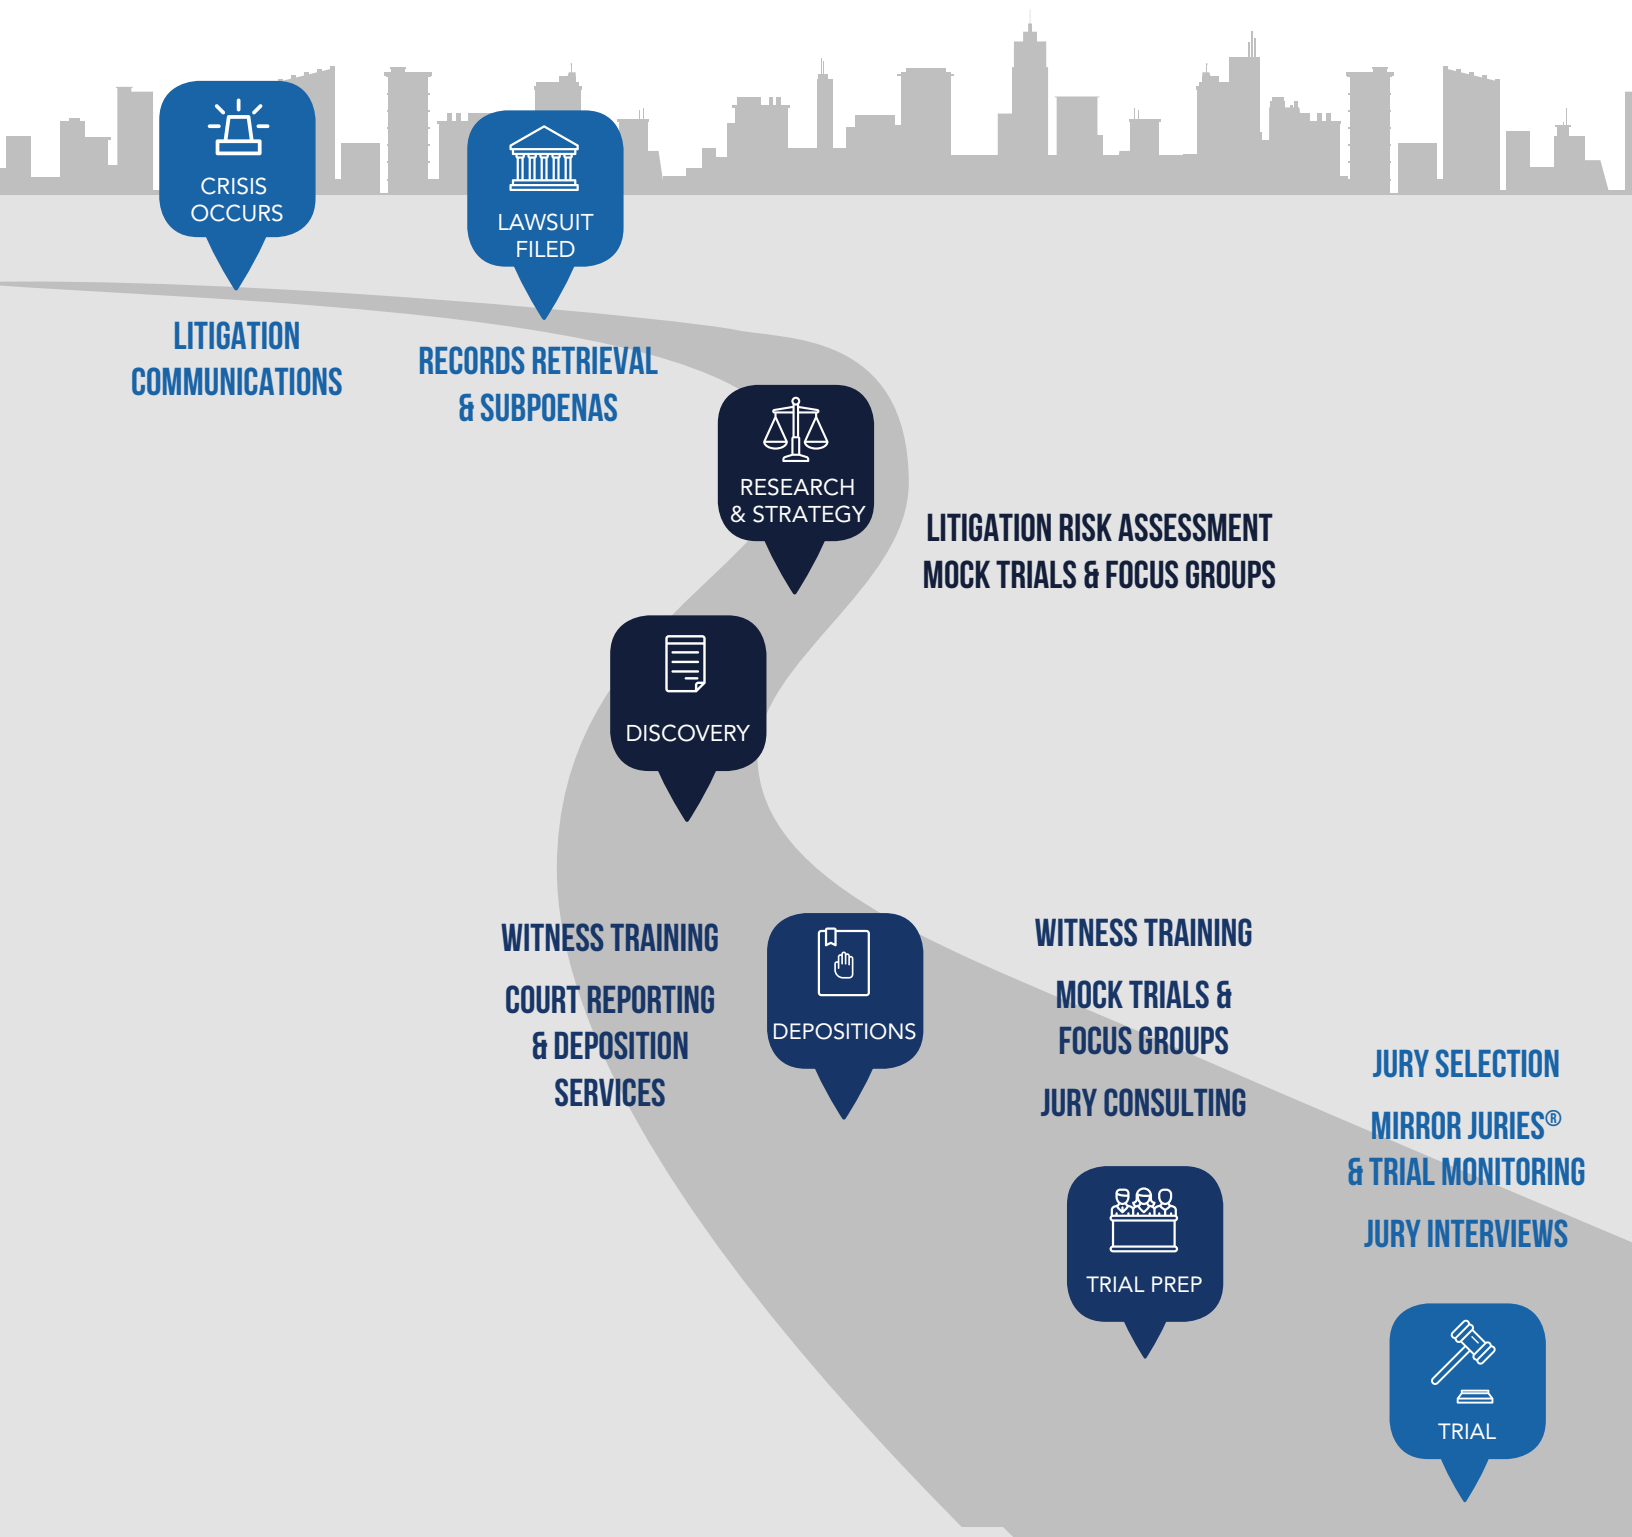 CRISIS
OCCURS
LITIGATION
COMMUNICATIONS
LAWSUIT
FILED
RECORDS RETRIEVAL
& SUBPOENAS
RESEARCH
& STRATEGY
LITIGATION RISK ASSESSMENT
MOCK TRIALS & FOCUS GROUPS
DISCOVERY
WITNESS TRAINING
COURT REPORTING
& DEPOSITION
SERVICES
DEPOSITIONS
WITNESS TRAINING
MOCK TRIALS &
FOCUS GROUPS
JURY CONSULTING
TRIAL PREP
JURY SELECTION
MIRROR JURIES®
& TRIAL MONITORING
JURY INTERVIEWS
TRIAL